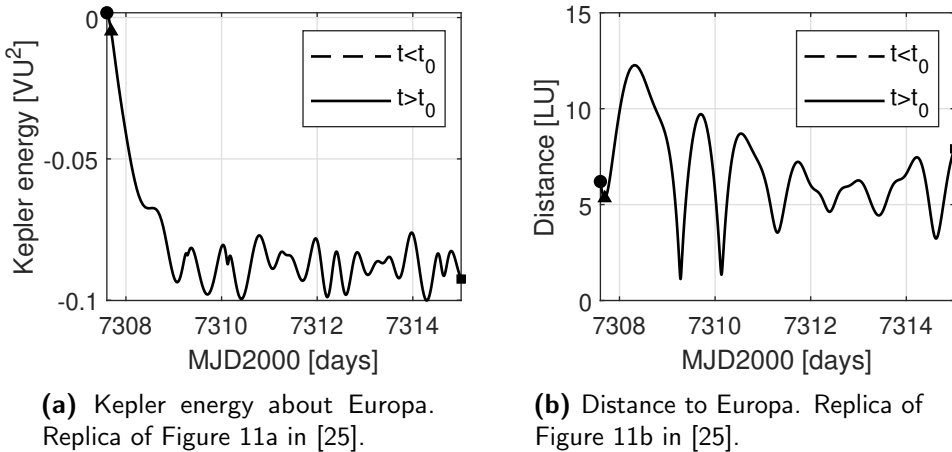 0
-0.05
-0.1
Kepler energy [VU²]
t<t₀
t>t₀
7308
7310
7312
7314
MJD2000 [days]
(a) Kepler energy about Europa.
Replica of Figure 11a in [25].
15
10
5
0
Distance [LU]
t<t₀
t>t₀
7308
7310
7312
7314
MJD2000 [days]
(b) Distance to Europa. Replica of
Figure 11b in [25].